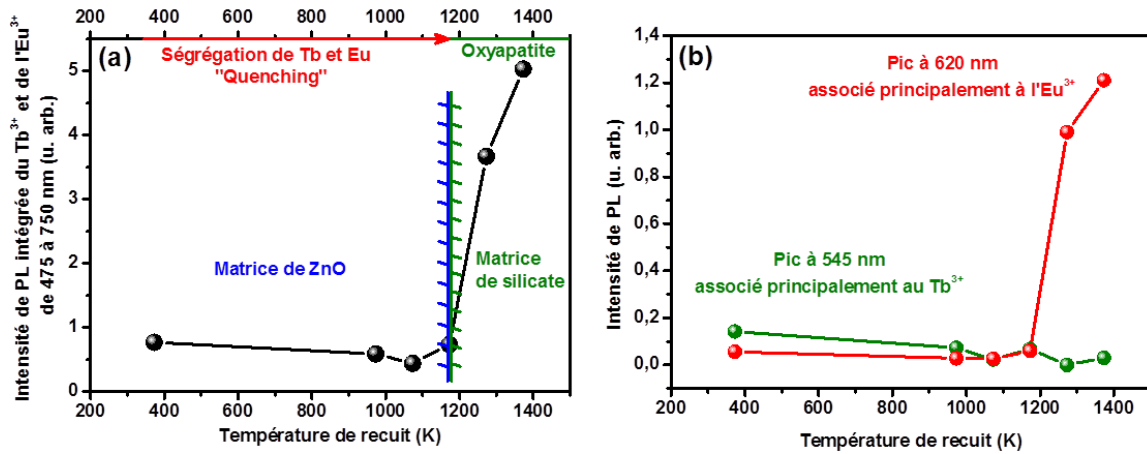 200 400 600 800 1000 1200 1400
(a)
Ségrégation de Tb et Eu
"Quenching"
Oxyapatite
Matrice de ZnO
Matrice
de silicate
5
4
3
2
1
0
200 400 600 800 1000 1200 1400
Température de recuit (K)
Intensité de PL intégrée du Tb³⁺ et de l'Eu³⁺
de 475 à 750 nm (u. arb.)
(b)
Pic à 620 nm
associé principalement à l'Eu³⁺
Pic à 545 nm
associé principalement au Tb³⁺
1,2
1,0
0,8
0,6
0,4
0,2
0,0
200 400 600 800 1000 1200 1400
Température de recuit (K)
Intensité de PL (u. arb.)